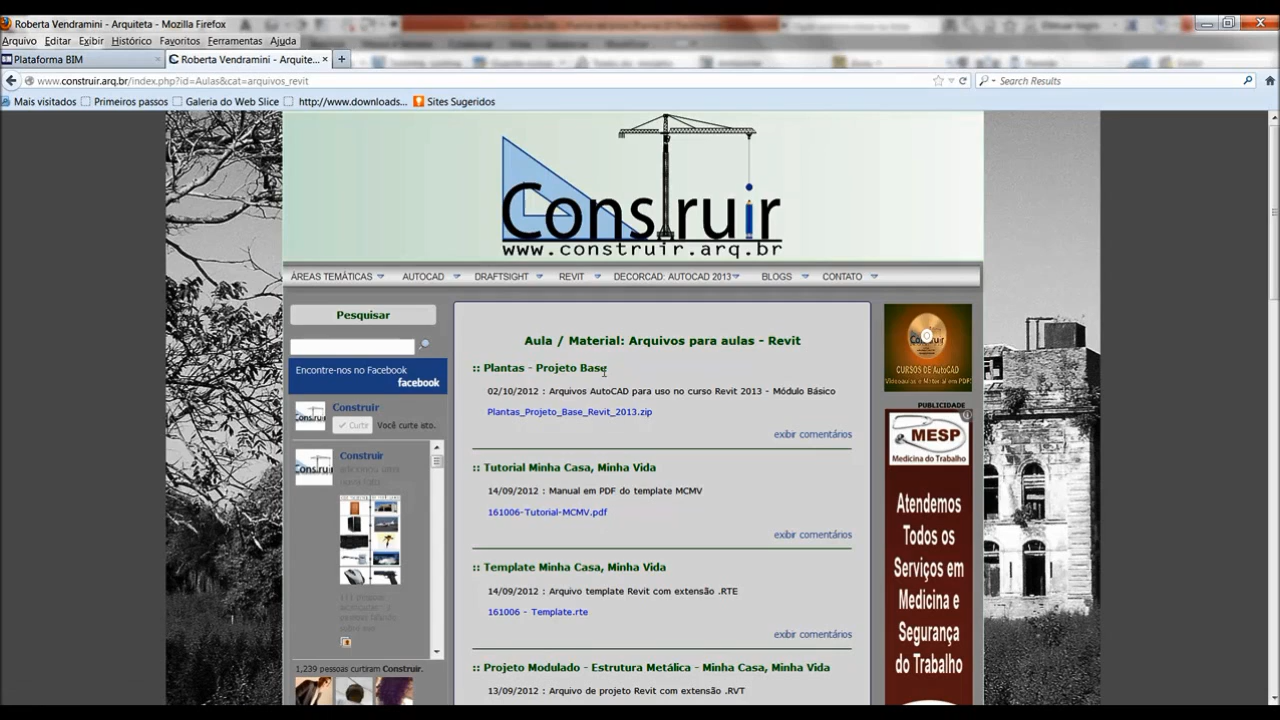 Roberta Vendramini - Arquiteta - Mozilla Firefox
Arquivo Editar Exibir Histórico Favoritos Ferramentas Ajuda
Plataforma BIM
Roberta Vendramini - Arquite...
www.construir.arq.br/index.php?id=Aulas&cat=arquivos_revit
Search Results
Mais visitados Primeiros passos Galeria do Web Slice http://www.downloads... Sites Sugeridos
Construir
www.construir.arq.br
ÁREAS TEMÁTICAS AUTOCAD DRAFTSIGHT REVIT DECORCAD: AUTOCAD 2013 BLOGS CONTATO
Pesquisar
Encontre-nos no Facebook
facebook
Construir
Curtir
Você curte isto.
Construir
1,239 pessoas curtiram Construir.
Aula / Material: Arquivos para aulas - Revit
:: Plantas - Projeto Base
02/10/2012 : Arquivos AutoCAD para uso no curso Revit 2013 - Módulo Básico
Plantas_Projeto_Base_Revit_2013.zip
exibir comentários
:: Tutorial Minha Casa, Minha Vida
14/09/2012 : Manual em PDF do template MCMV
161006-Tutorial-MCMV.pdf
exibir comentários
:: Template Minha Casa, Minha Vida
14/09/2012 : Arquivo template Revit com extensão .RTE
161006 - Template.rte
exibir comentários
:: Projeto Modulado - Estrutura Metálica - Minha Casa, Minha Vida
13/09/2012 : Arquivo de projeto Revit com extensão .RVT
Construir
CURSOS DE AutoCAD
Videoaulas e Material em PDF!
PUBLICIDADE
MESP
Medicina do Trabalho
Atendemos
Todos os
Serviços em
Medicina e
Segurança
do Trabalho